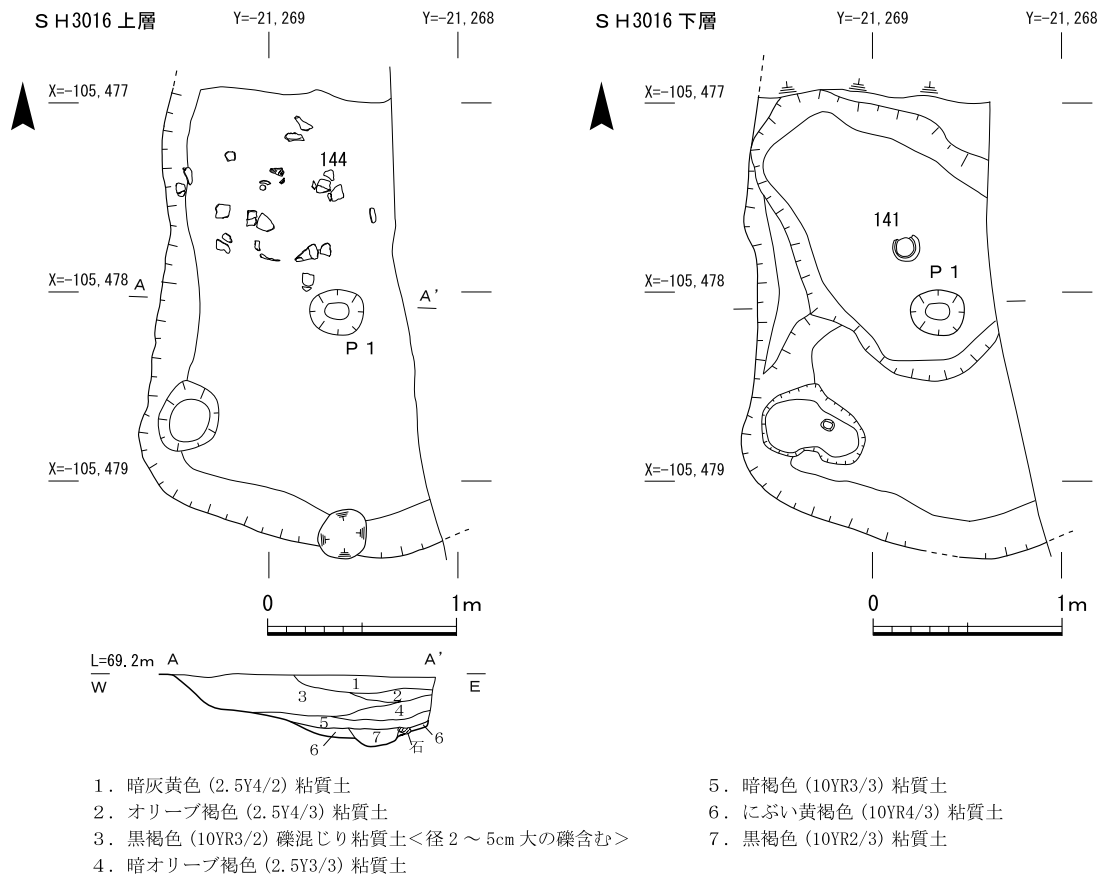 ＳＨ3016 上層
Y=-21,269
Y=-21,268
X=-105,477
144
X=-105,478
A
A'
P 1
X=-105,479
0
1m
ＳＨ3016 下層
Y=-21,269
Y=-21,268
X=-105,477
141
X=-105,478
P 1
X=-105,479
0
1m
L=69.2m
A
A'
W
E
1
2
3
4
5
6
7
6
石
1．暗灰黄色 (2.5Y4/2) 粘質土
2．オリーブ褐色 (2.5Y4/3) 粘質土
3．黒褐色 (10YR3/2) 礫混じり粘質土＜径 2 ～ 5cm 大の礫含む＞
4．暗オリーブ褐色 (2.5Y3/3) 粘質土
5．暗褐色 (10YR3/3) 粘質土
6．にぶい黄褐色 (10YR4/3) 粘質土
7．黒褐色 (10YR2/3) 粘質土